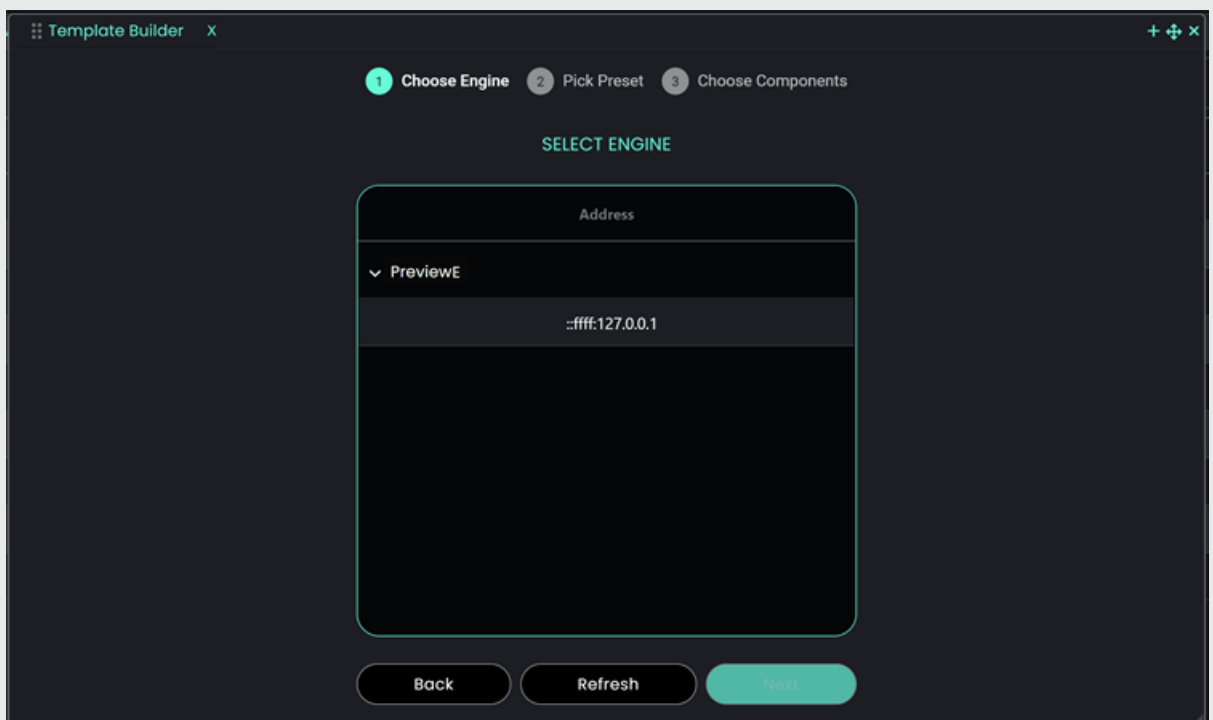 Template Builder X
1 Choose Engine 2 Pick Preset 3 Choose Components
SELECT ENGINE
Address
PreviewE
::ffff:127.0.0.1
Back Refresh Next